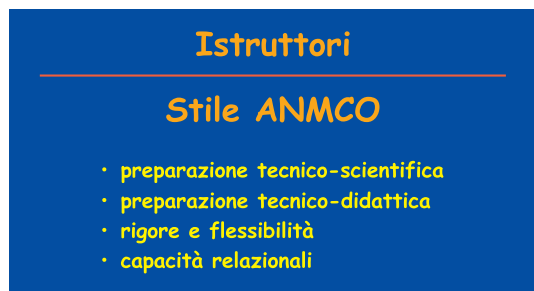 Istruttori
Stile ANMCO
• preparazione tecnico-scientifica
• preparazione tecnico-didattica
• rigore e flessibilità
• capacità relazionali